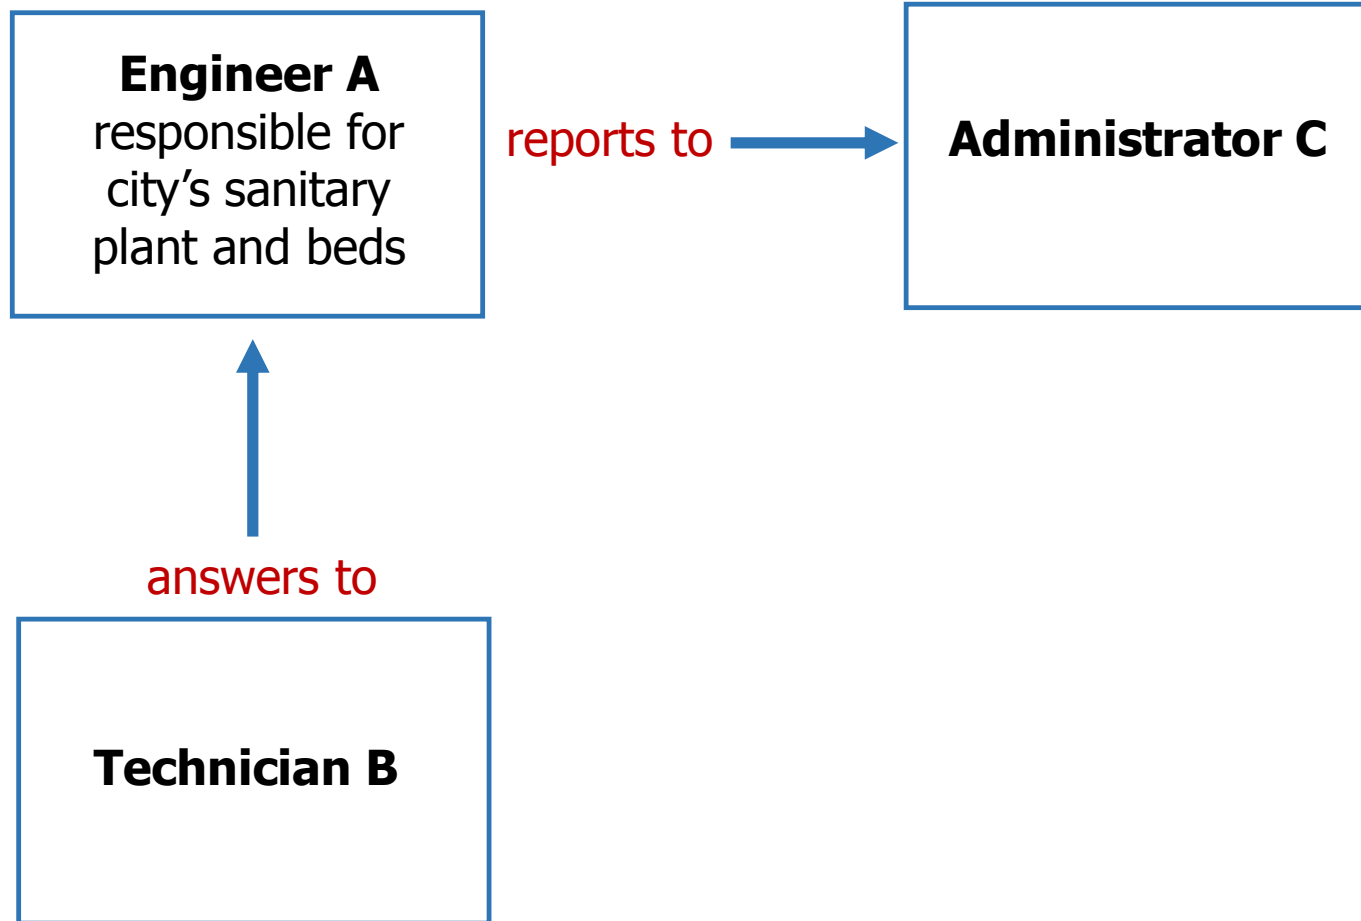 Engineer A
responsible for
city’s sanitary
plant and beds
reports to
Administrator C
answers to
Technician B